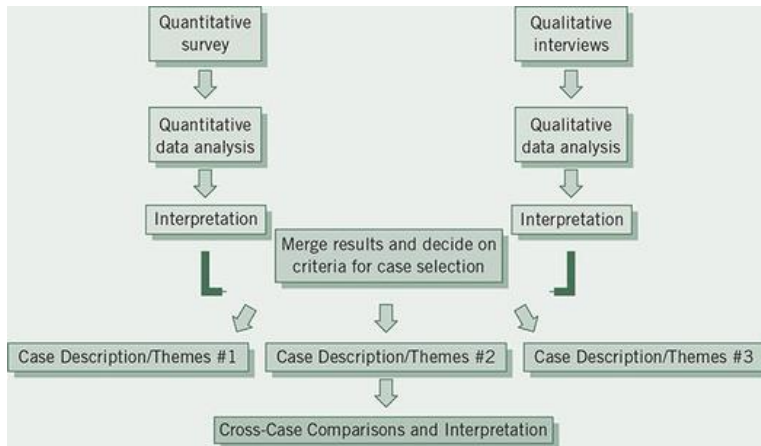 Quantitative
survey
Qualitative
interviews
Quantitative
data analysis
Qualitative
data analysis
Interpretation
Interpretation
Merge results and decide on
criteria for case selection
Case Description/Themes #1
Case Description/Themes #2
Case Description/Themes #3
Cross-Case Comparisons and Interpretation